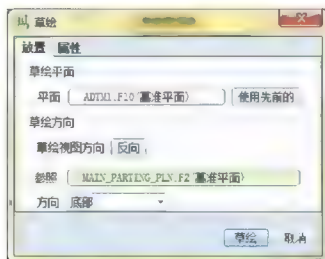 草绘
放置 属性
草绘平面
平面 ADTM1:F10(基准平面) 使用先前的
草绘方向
草绘视图方向 反向
参照 MAIN_PARTING_PLN:F2(基准平面)
方向 底部
草绘 取消